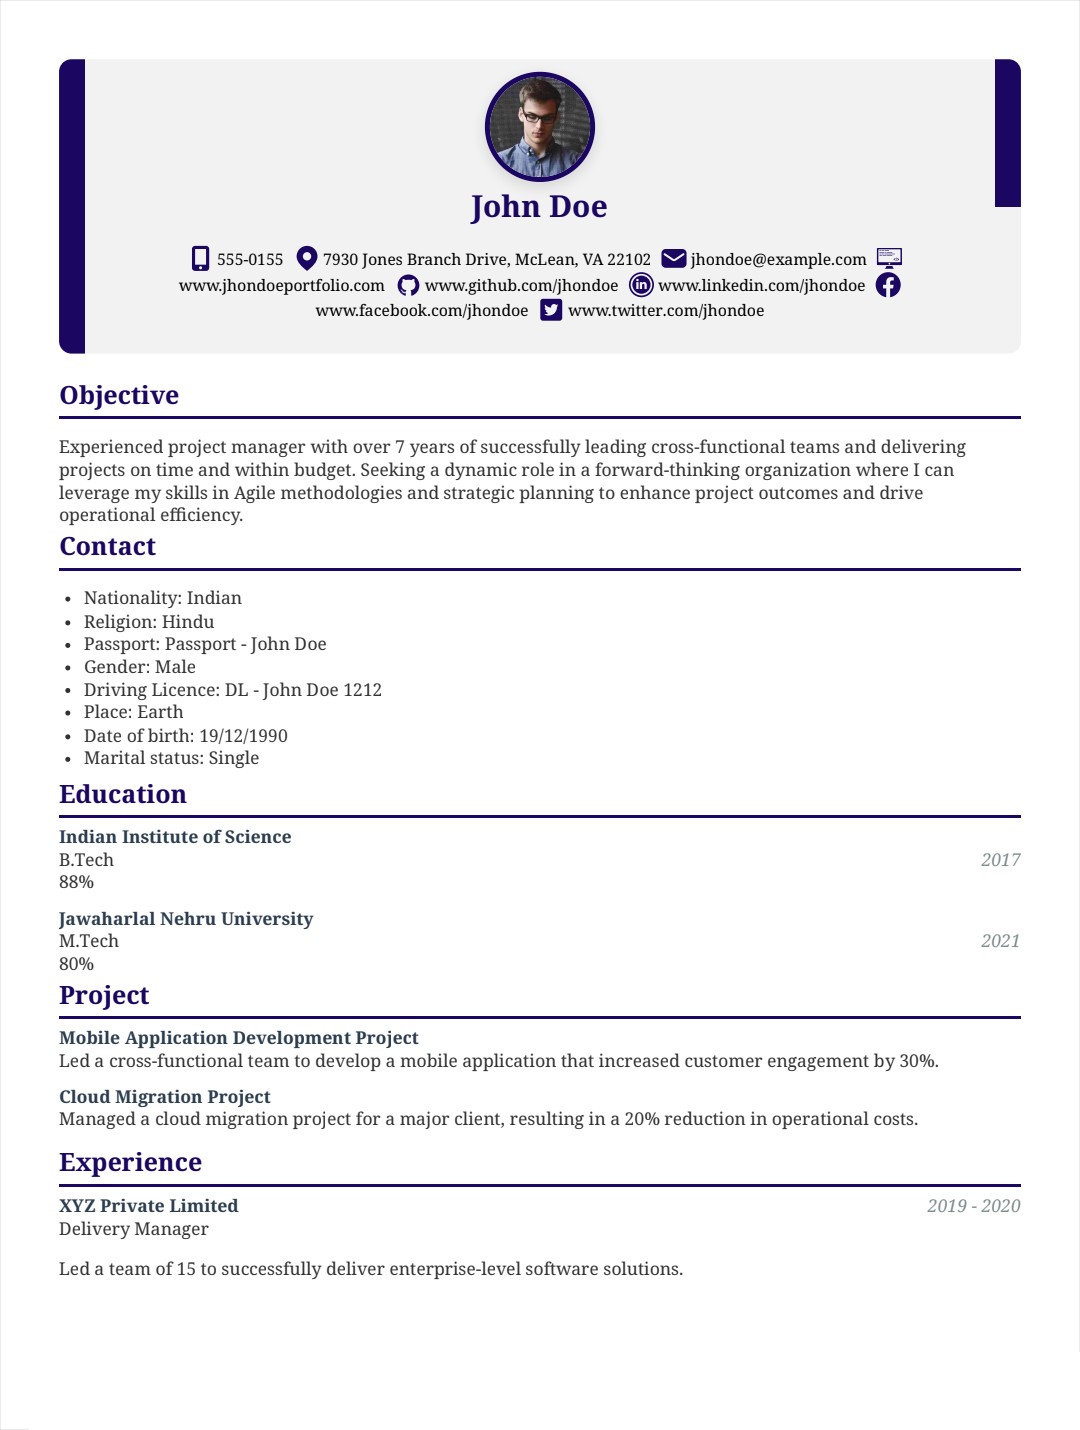 John Doe
555-0155 7930 Jones Branch Drive, McLean, VA 22102 jhondoe@example.com
www.jhondoeportfolio.com www.github.com/jhondoe www.linkedin.com/jhondoe
www.facebook.com/jhondoe www.twitter.com/jhondoe
Objective
Experienced project manager with over 7 years of successfully leading cross-functional teams and delivering
projects on time and within budget. Seeking a dynamic role in a forward-thinking organization where I can
leverage my skills in Agile methodologies and strategic planning to enhance project outcomes and drive
operational efficiency.
Contact
• Nationality: Indian
• Religion: Hindu
• Passport: Passport - John Doe
• Gender: Male
• Driving Licence: DL - John Doe 1212
• Place: Earth
• Date of birth: 19/12/1990
• Marital status: Single
Education
Indian Institute of Science
B.Tech 2017
88%
Jawaharlal Nehru University
M.Tech 2021
80%
Project
Mobile Application Development Project
Led a cross-functional team to develop a mobile application that increased customer engagement by 30%.
Cloud Migration Project
Managed a cloud migration project for a major client, resulting in a 20% reduction in operational costs.
Experience
XYZ Private Limited 2019 - 2020
Delivery Manager
Led a team of 15 to successfully deliver enterprise-level software solutions.